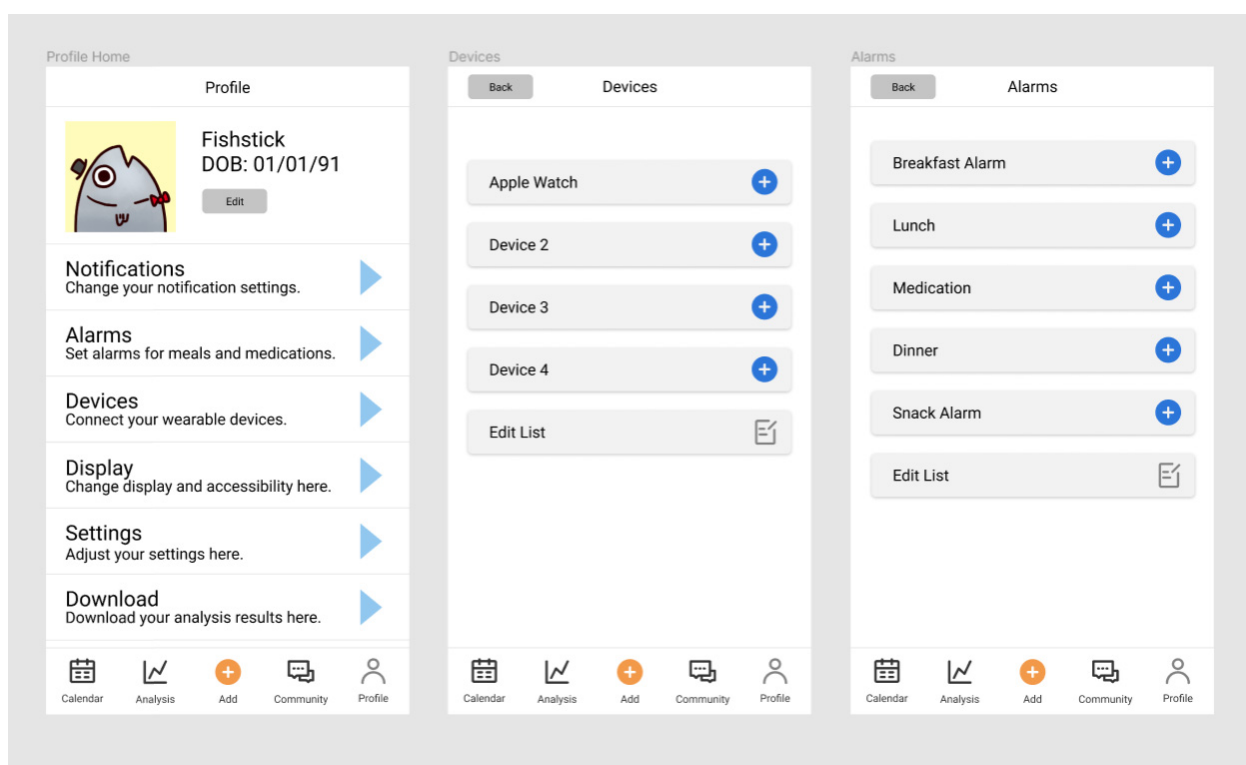 Profile Home
Profile
Fishstick
DOB: 01/01/91
Edit
Notifications
Change your notification settings.
Alarms
Set alarms for meals and medications.
Devices
Connect your wearable devices.
Display
Change display and accessibility here.
Settings
Adjust your settings here.
Download
Download your analysis results here.
Calendar Analysis Add Community Profile
Devices
Back Devices
Apple Watch
Device 2
Device 3
Device 4
Edit List
Calendar Analysis Add Community Profile
Alarms
Back Alarms
Breakfast Alarm
Lunch
Medication
Dinner
Snack Alarm
Edit List
Calendar Analysis Add Community Profile